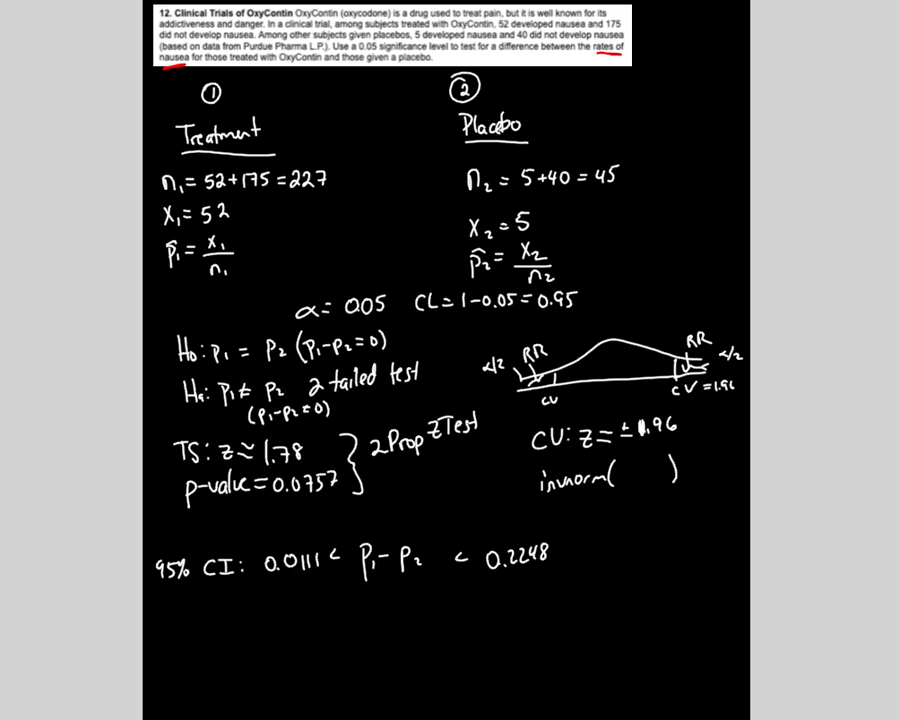 12. Clinical Trials of OxyContin OxyContin (oxycodone) is a drug used to treat pain, but it is well known for its
addictiveness and danger. In a clinical trial, among subjects treated with OxyContin, 52 developed nausea and 175
did not develop nausea. Among other subjects given placebos, 5 developed nausea and 40 did not develop nausea
(based on data from Purdue Pharma L.P.). Use a 0.05 significance level to test for a difference between the rates of
nausea for those treated with OxyContin and those given a placebo.
① ②
Treatment Placebo
n₁ = 52+175 = 227 n₂ = 5+40 = 45
x₁ = 52 x₂ = 5
p̂₁ = x₁/n₁ p̂₂ = x₂/n₂
α = 0.05 CL = 1-0.05 = 0.95
H₀: p₁ = p₂ (p₁-p₂=0)
α/2 RR RR α/2
H₁: p₁ ≠ p₂ 2 tailed test
CV CV = 1.96
(p₁-p₂≠0)
TS: z ≈ 1.78 } 2PropZTest CV: z = ±1.96
p-value = 0.0757 invnorm( )
95% CI: 0.0111 < p₁-p₂ < 0.2248